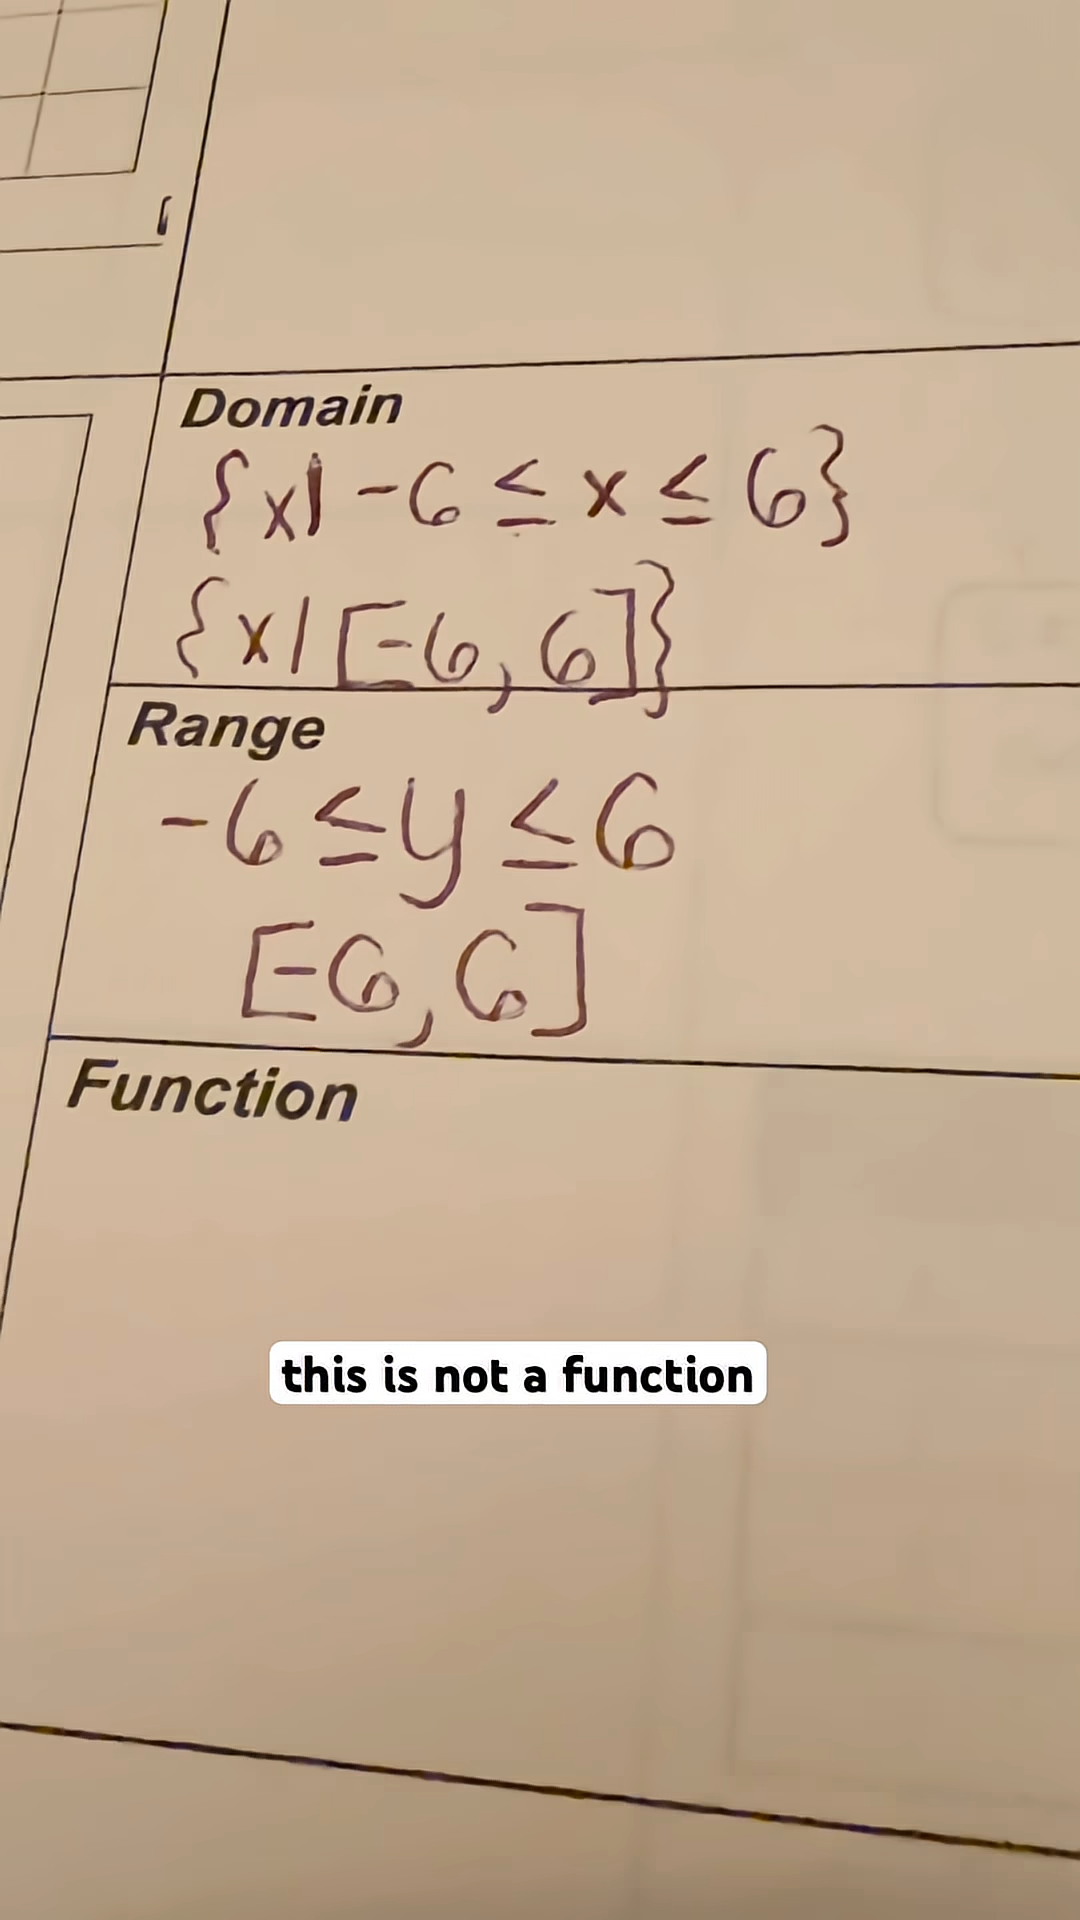 Domain
{x| -6 ≤ x ≤ 6}
{x| [-6, 6]}
Range
-6 ≤ y ≤ 6
[-6, 6]
Function
this is not a function